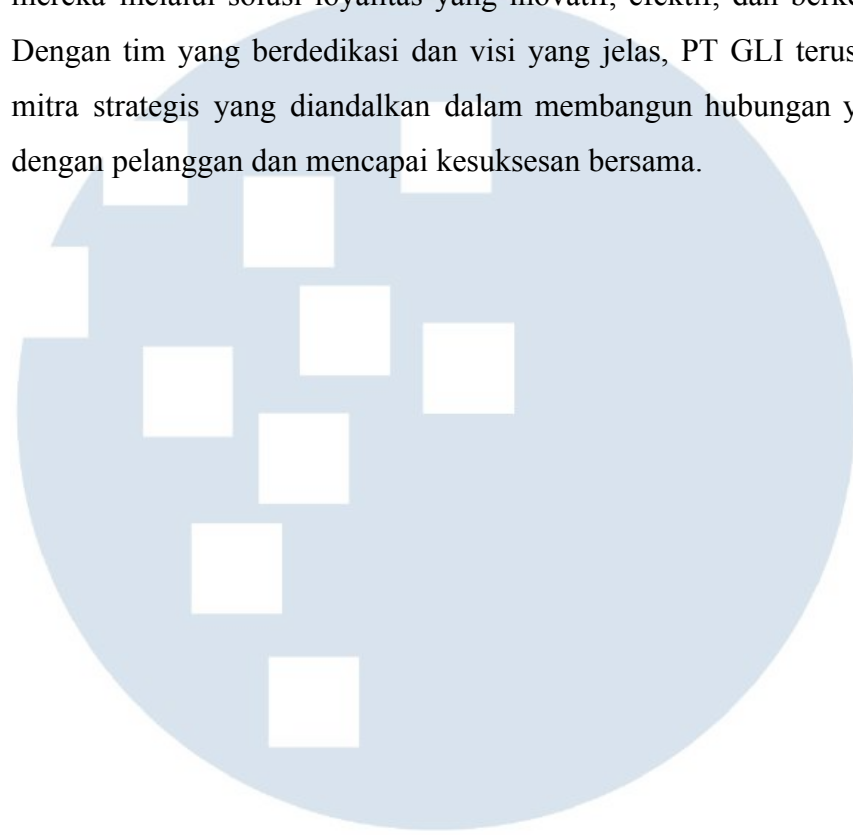 mereka melalui solusi loyalitas yang inovatif, efektif, dan
Dengan tim yang berdedikasi dan visi yang jelas, PT GLI terus
mitra strategis yang diandalkan dalam membangun hubungan
dengan pelanggan dan mencapai kesuksesan bersama.